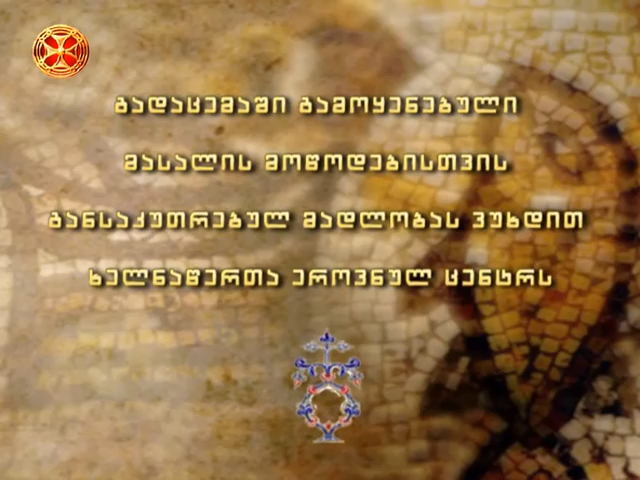 გადაცემაში გამოყენებული
მასალის მოწოდებისთვის
განსაკუთრებულ მადლობას ვუხდით
ხელნაწერთა ეროვნულ ცენტრს